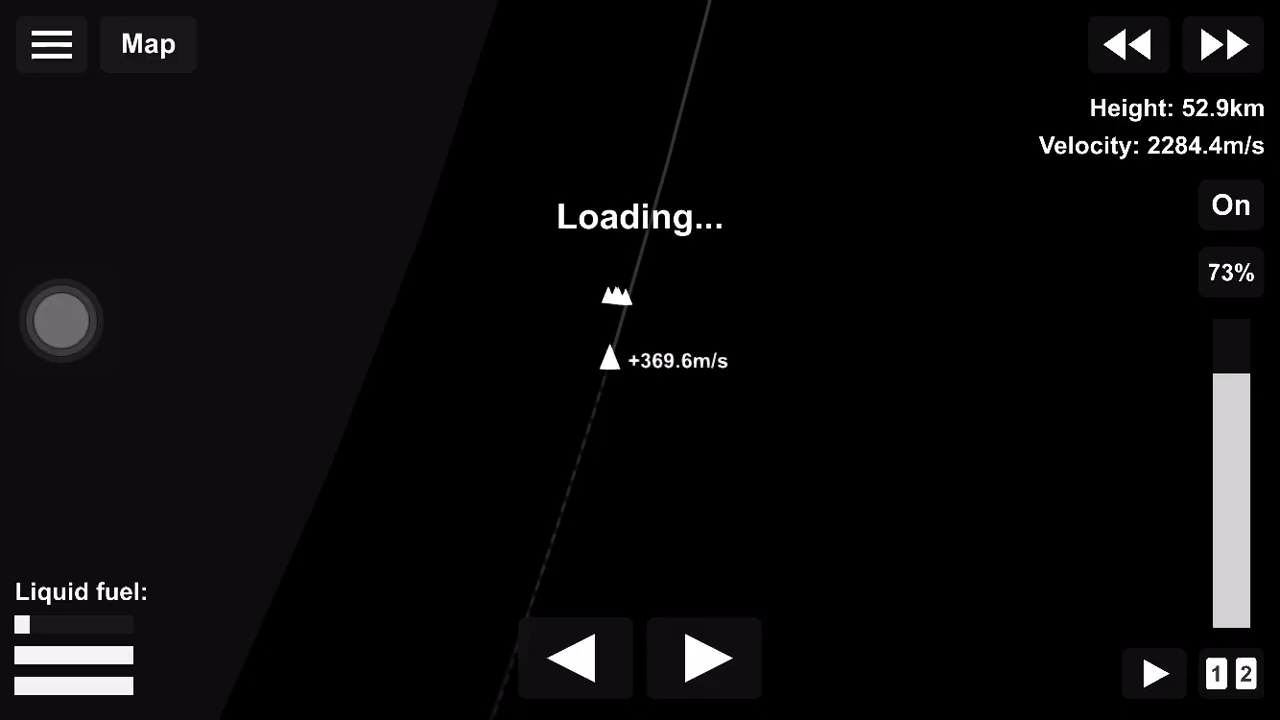 Map
Height: 52.9km
Velocity: 2284.4m/s
On
Loading...
73%
+369.6m/s
Liquid fuel:
1 2